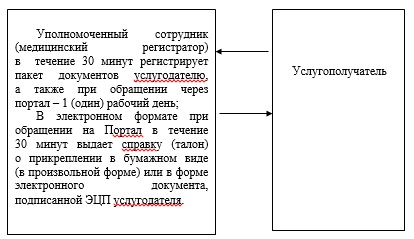 Уполномоченный сотрудник
(медицинский регистратор)
в течение 30 минут регистрирует
пакет документов услугодателю,
а также при обращении через
портал – 1 (один) рабочий день;
В электронном формате при
обращении на Портал в течение
30 минут выдает справку (талон)
о прикреплении в бумажном виде
(в произвольной форме) или в форме
электронного документа,
подписанной ЭЦП услугодателя.
Услугополучатель